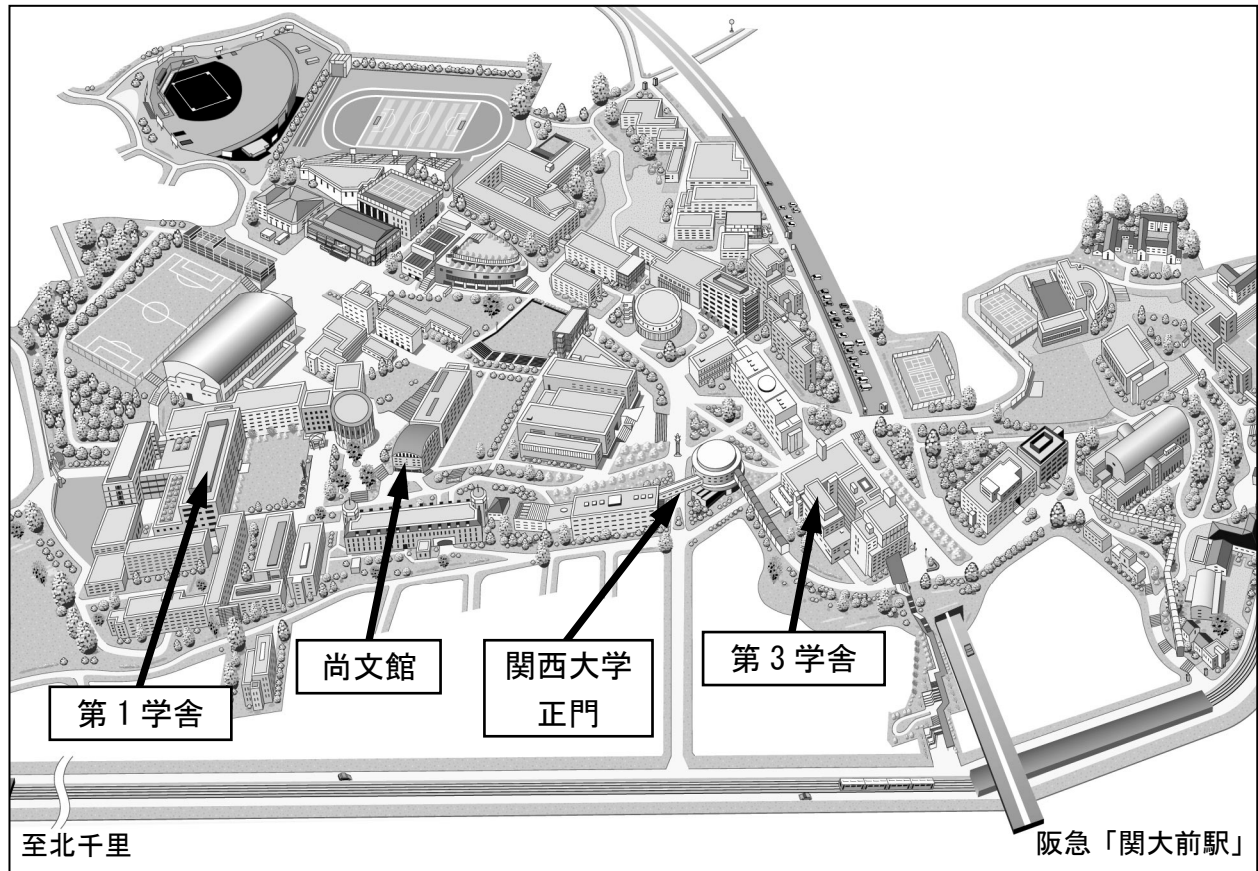 第1学舎
尚文館
関西大学
正門
第3学舎
至北千里
阪急「関大前駅」